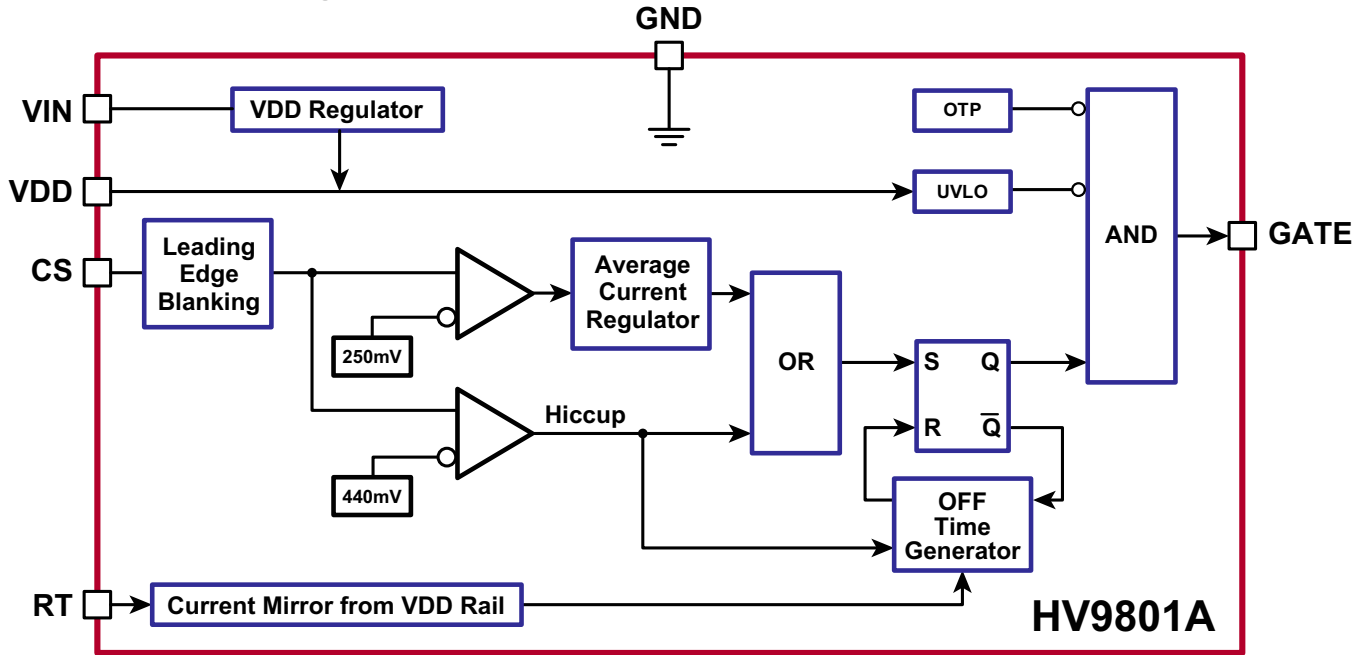 GND
VIN
VDD Regulator
OTP
VDD
UVLO
AND
GATE
CS
Leading
Edge
Blanking
250mV
Average
Current
Regulator
OR
S Q
R Q̅
440mV
Hiccup
OFF
Time
Generator
RT
Current Mirror from VDD Rail
HV9801A